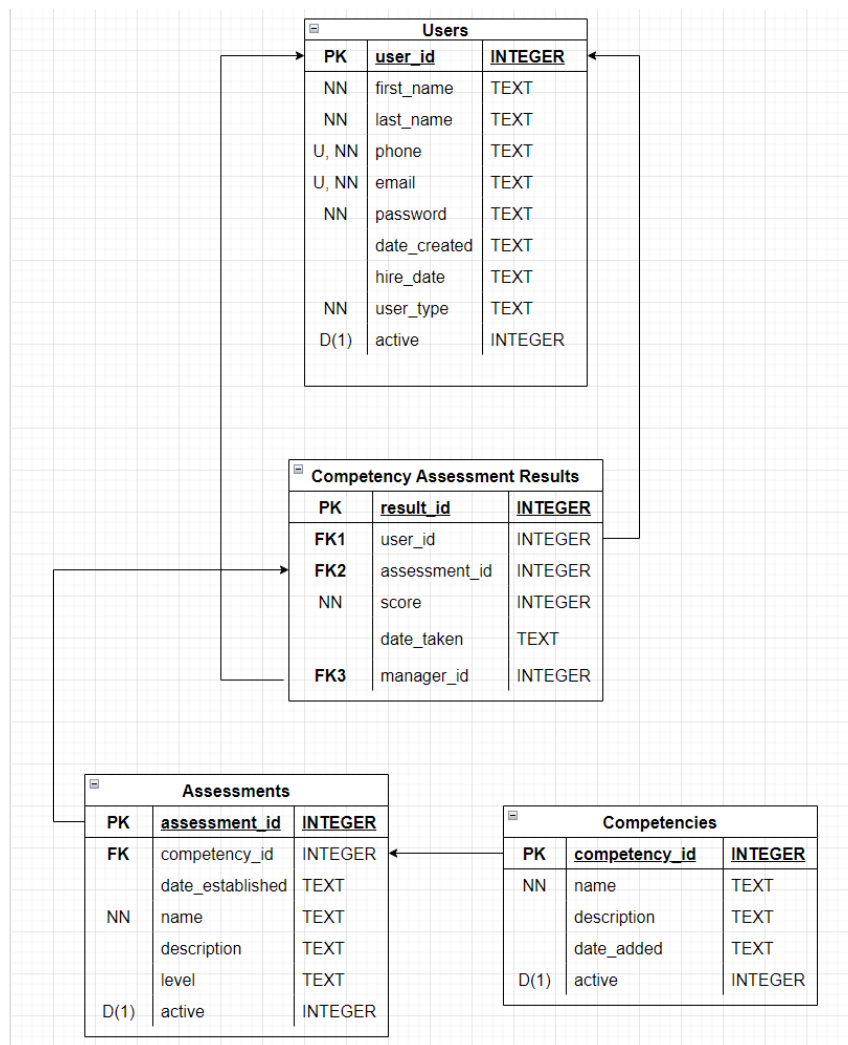 Users
PK user_id INTEGER
NN first_name TEXT
NN last_name TEXT
U, NN phone TEXT
U, NN email TEXT
NN password TEXT
date_created TEXT
hire_date TEXT
NN user_type TEXT
D(1) active INTEGER
Competency Assessment Results
PK result_id INTEGER
FK1 user_id INTEGER
FK2 assessment_id INTEGER
NN score INTEGER
date_taken TEXT
FK3 manager_id INTEGER
Assessments
PK assessment_id INTEGER
FK competency_id INTEGER
date_established TEXT
NN name TEXT
description TEXT
level TEXT
D(1) active INTEGER
Competencies
PK competency_id INTEGER
NN name TEXT
description TEXT
date_added TEXT
D(1) active INTEGER